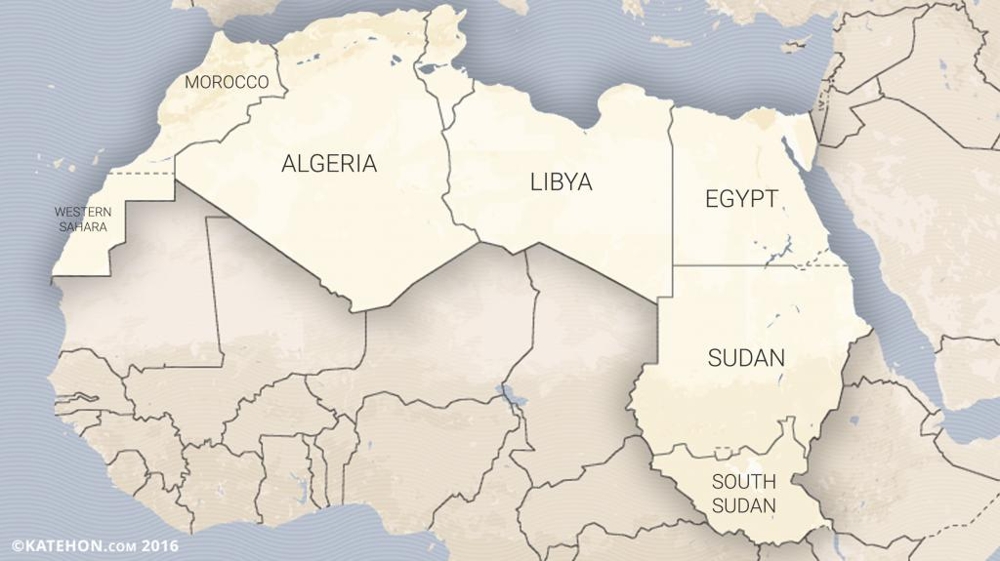 MOROCCO
ALGERIA
LIBYA
EGYPT
WESTERN
SAHARA
SUDAN
SOUTH
SUDAN
©KATEHON.COM 2016